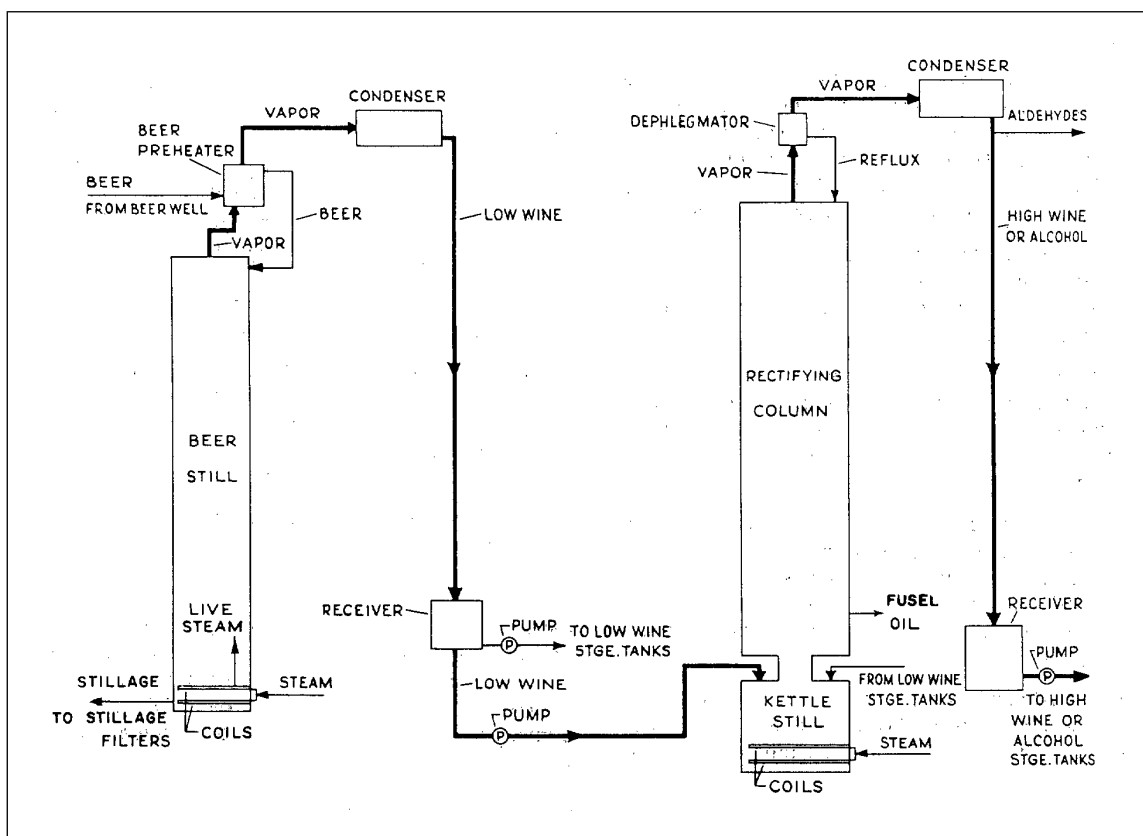 CONDENSER
VAPOR
CONDENSER
VAPOR
BEER
PREHEATER
DEPHLEGMATOR
ALDEHYDES
REFLUX
VAPOR
BEER
FROM BEER WELL
BEER
LOW WINE
HIGH WINE
OR ALCOHOL
VAPOR
RECTIFYING
COLUMN
BEER
STILL
LIVE
STEAM
RECEIVER
PUMP
TO LOW WINE
STGE. TANKS
FUSEL
OIL
RECEIVER
PUMP
STILLAGE
TO STILLAGE
FILTERS
STEAM
COILS
LOW WINE
PUMP
P
P
P
KETTLE
STILL
FROM LOW WINE
STGE. TANKS
TO HIGH
WINE OR
ALCOHOL
STGE. TANKS
STEAM
COILS